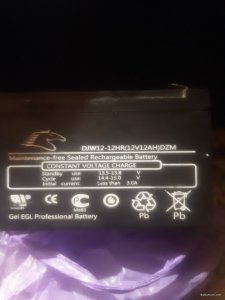 DJW12-12HR(12V12AH)DZM
Maintenance-free Sealed Rechargeable Battery
CONSTANT VOLTAGE CHARGE
Standby use 13.5-13.8 V
Cycle use 14.4-15.0 V
Initial current: Less than 3.6A
Pb Pb
Gel EGL Professional Battery